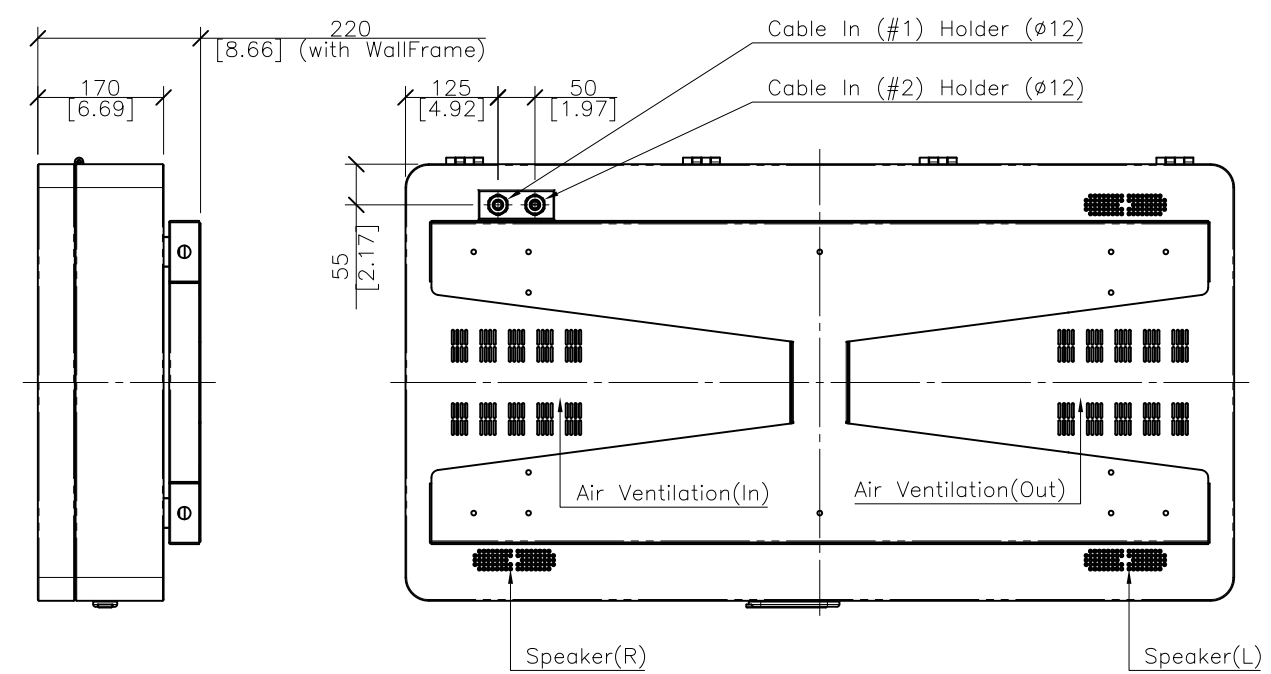 220
[8.66] (with WallFrame)
170
[6.69]
Cable In (#1) Holder (ø12)
Cable In (#2) Holder (ø12)
125
[4.92]
50
[1.97]
55
[2.17]
Air Ventilation(In)
Air Ventilation(Out)
Speaker(R)
Speaker(L)